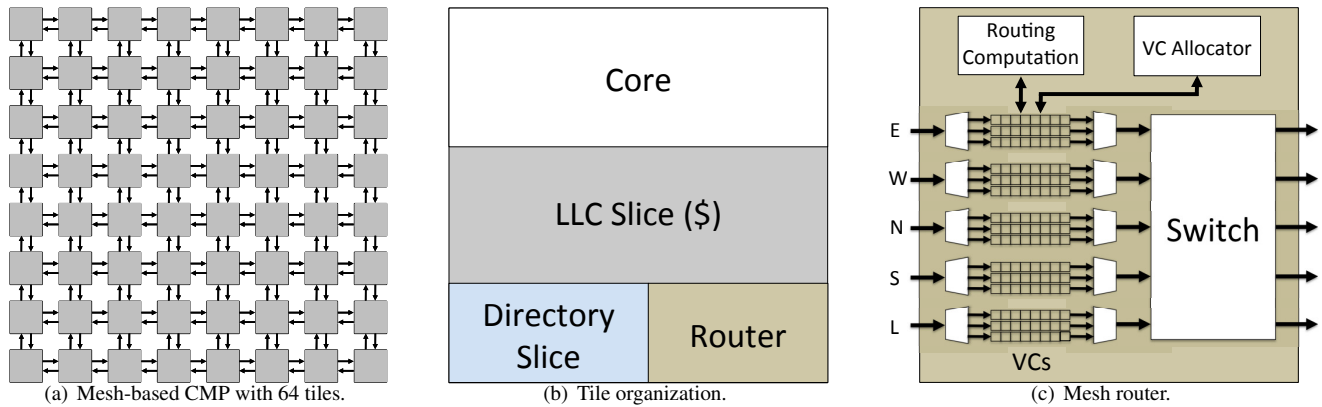 Core
LLC Slice ($)
Directory
Slice
Router
Routing
Computation
VC Allocator
E
W
N
S
L
Switch
VCs
(a) Mesh-based CMP with 64 tiles.
(b) Tile organization.
(c) Mesh router.